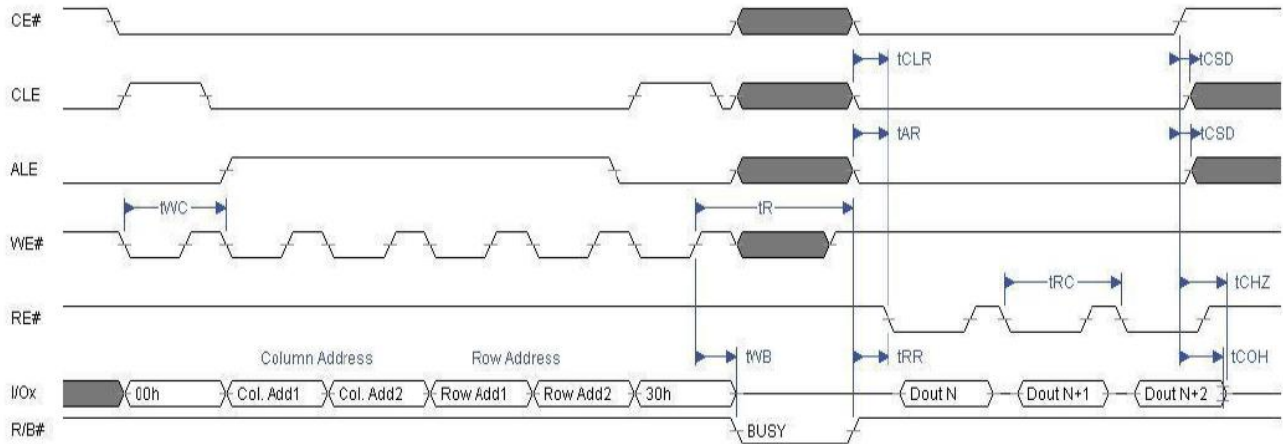 CE#
tCLR tCSD
CLE
tAR tCSD
ALE
tWC tR
WE#
tRC tCHZ
RE#
Column Address Row Address tWB tRR tCOH
I/Ox 00h Col. Add1 Col. Add2 Row Add1 Row Add2 30h Dout N Dout N+1 Dout N+2
R/B# BUSY